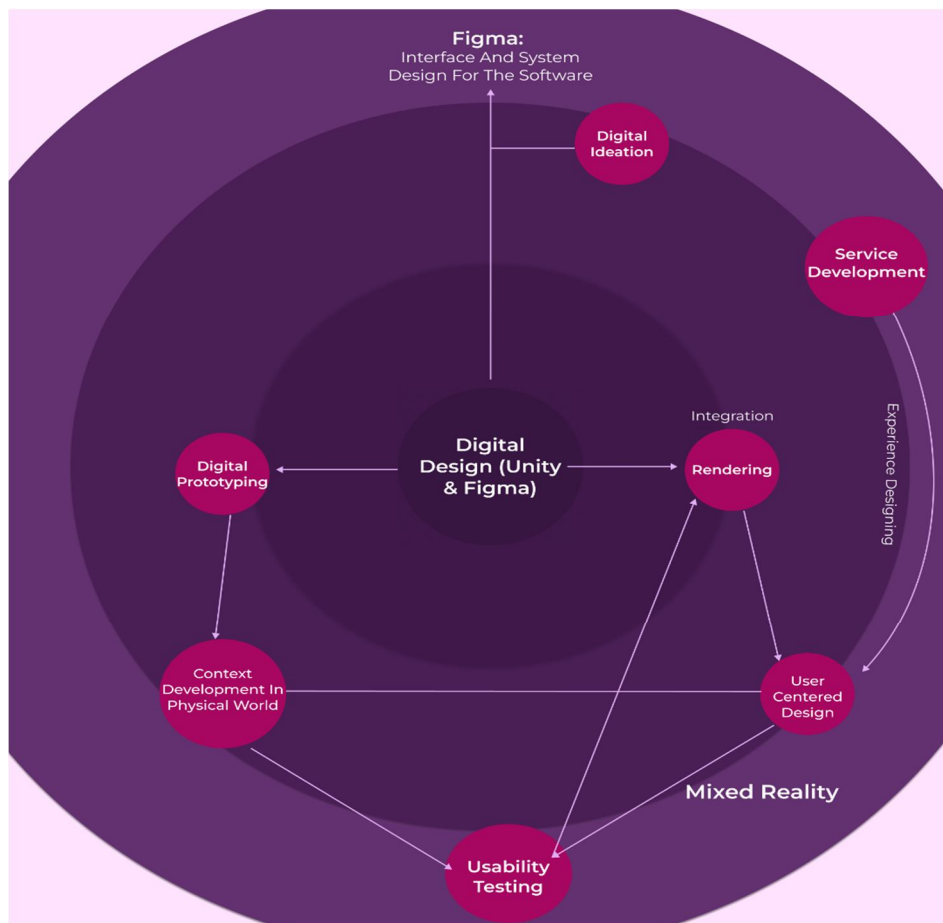 Figma:
Interface And System
Design For The Software
Digital
Ideation
Service
Development
Integration
Experience Designing
Digital
Prototyping
Digital
Design (Unity
& Figma)
Rendering
Context
Development In
Physical World
User
Centered
Design
Mixed Reality
Usability
Testing